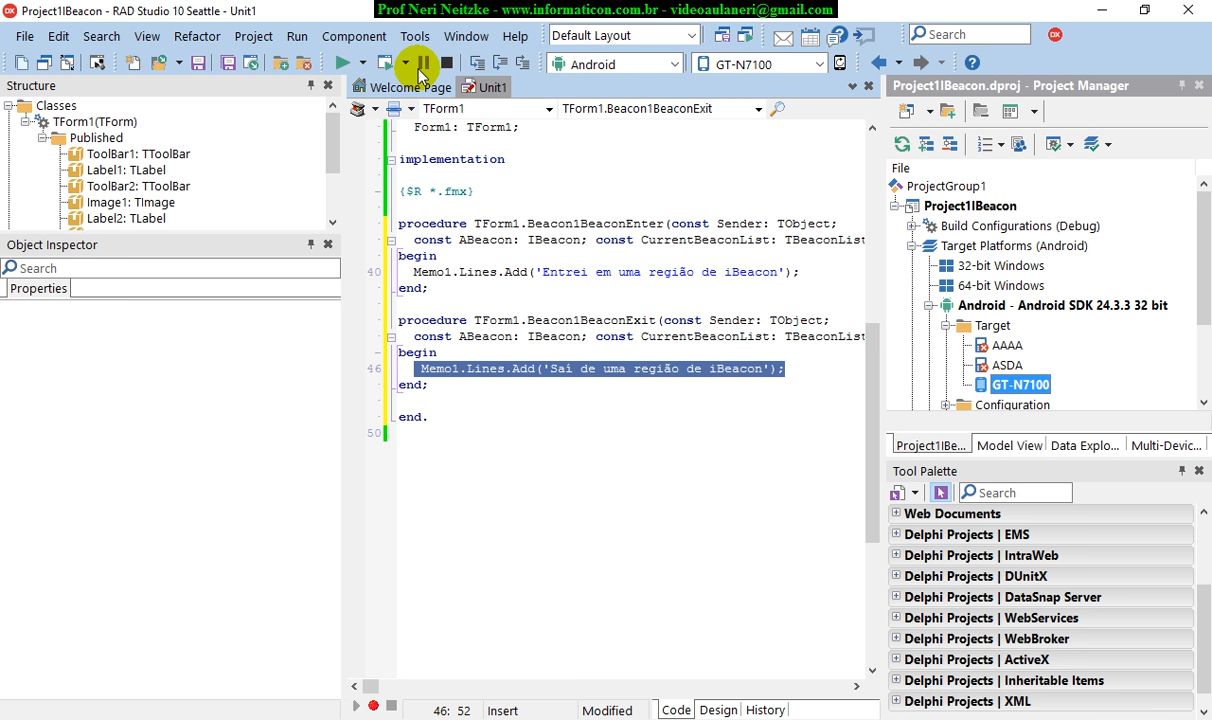 Project1IBeacon - RAD Studio 10 Seattle - Unit1
Prof Neri Neitzke - www.informaticon.com.br - videoaulaneri@gmail.com
File Edit Search View Refactor Project Run Component Tools Window Help
Default Layout
Search
Android
GT-N7100
Structure
Classes
TForm1(TForm)
Published
ToolBar1: TToolBar
Label1: TLabel
ToolBar2: TToolBar
Image1: TImage
Label2: TLabel
Object Inspector
Search
Properties
Welcome Page
Unit1
TForm1
TForm1.Beacon1BeaconExit
Form1: TForm1;
implementation
{$R *.fmx}
procedure TForm1.Beacon1BeaconEnter(const Sender: TObject;
const ABeacon: IBeacon; const CurrentBeaconList: TBeaconList
begin
40 Memo1.Lines.Add('Entrei em uma região de iBeacon');
end;
procedure TForm1.Beacon1BeaconExit(const Sender: TObject;
const ABeacon: IBeacon; const CurrentBeaconList: TBeaconList
begin
46 Memo1.Lines.Add('Saí de uma região de iBeacon');
end;
end.
50
46: 52 Insert Modified Code Design History
Project1IBeacon.dproj - Project Manager
File
ProjectGroup1
Project1IBeacon
Build Configurations (Debug)
Target Platforms (Android)
32-bit Windows
64-bit Windows
Android - Android SDK 24.3.3 32 bit
Target
AAAA
ASDA
GT-N7100
Configuration
Project1IBe... Model View Data Explo... Multi-Devic...
Tool Palette
Search
Web Documents
Delphi Projects | EMS
Delphi Projects | IntraWeb
Delphi Projects | DUnitX
Delphi Projects | DataSnap Server
Delphi Projects | WebServices
Delphi Projects | WebBroker
Delphi Projects | ActiveX
Delphi Projects | Inheritable Items
Delphi Projects | XML